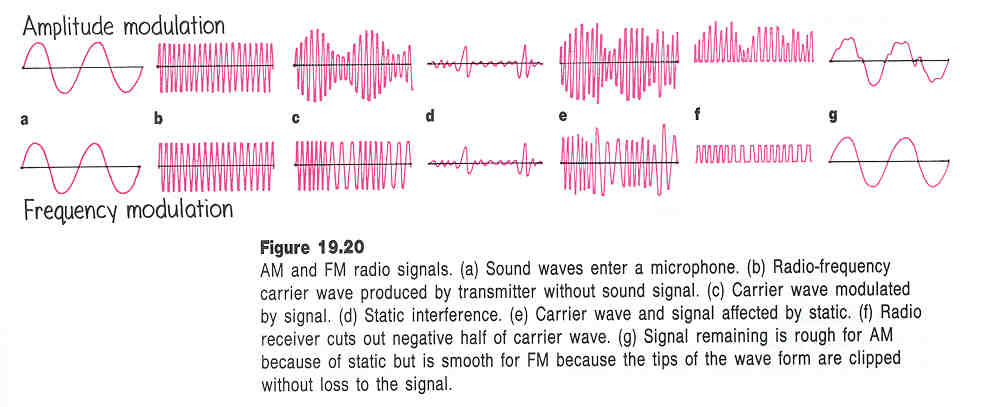 Amplitude modulation
a b c d e f g
Frequency modulation
Figure 19.20
AM and FM radio signals. (a) Sound waves enter a microphone. (b) Radio-frequency
carrier wave produced by transmitter without sound signal. (c) Carrier wave modulated
by signal. (d) Static interference. (e) Carrier wave and signal affected by static. (f) Radio
receiver cuts out negative half of carrier wave. (g) Signal remaining is rough for AM
because of static but is smooth for FM because the tips of the wave form are clipped
without loss to the signal.